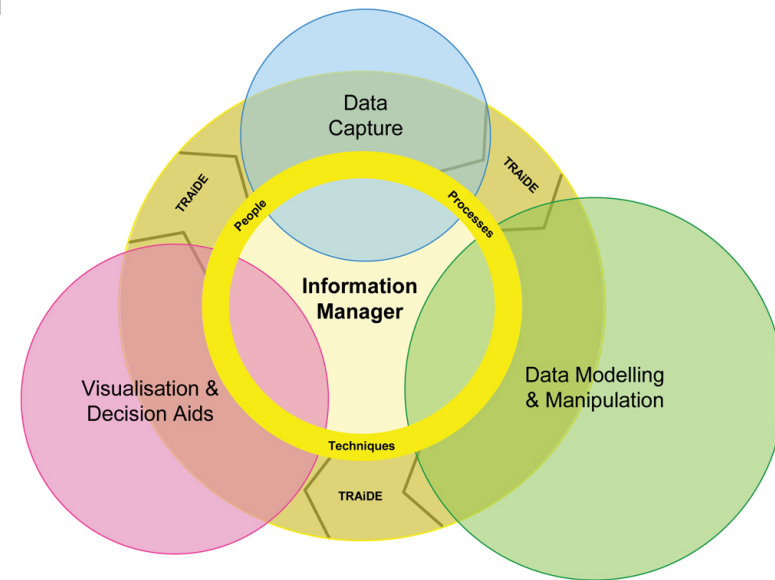 Data
Capture
TRAiDE
TRAiDE
People
Processes
Information
Manager
Visualisation &
Decision Aids
Data Modelling
& Manipulation
Techniques
TRAiDE